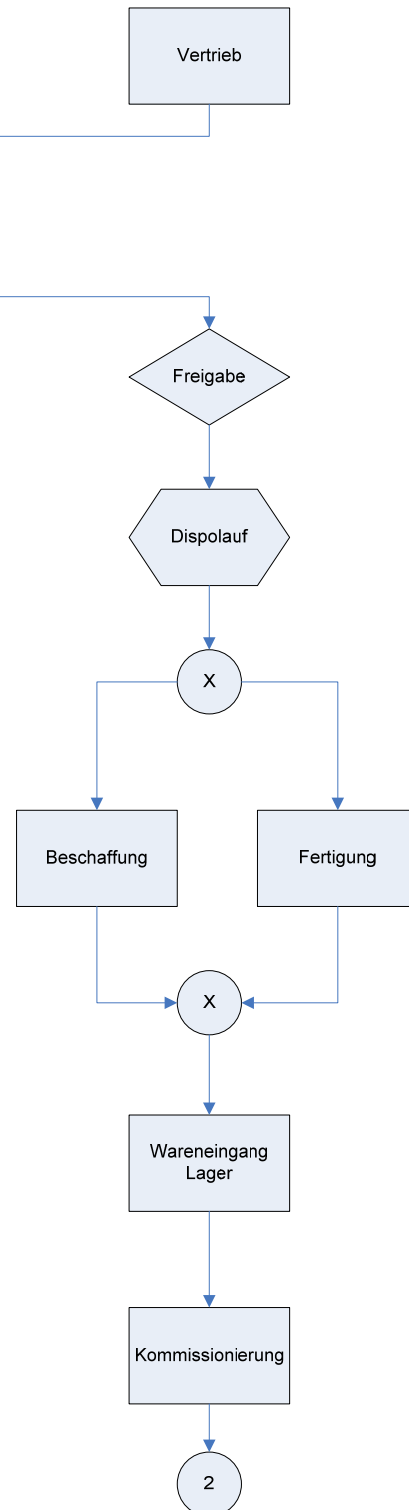 Vertrieb
Freigabe
Dispolauf
X
Beschaffung
Fertigung
X
Wareneingang
Lager
Kommissionierung
2